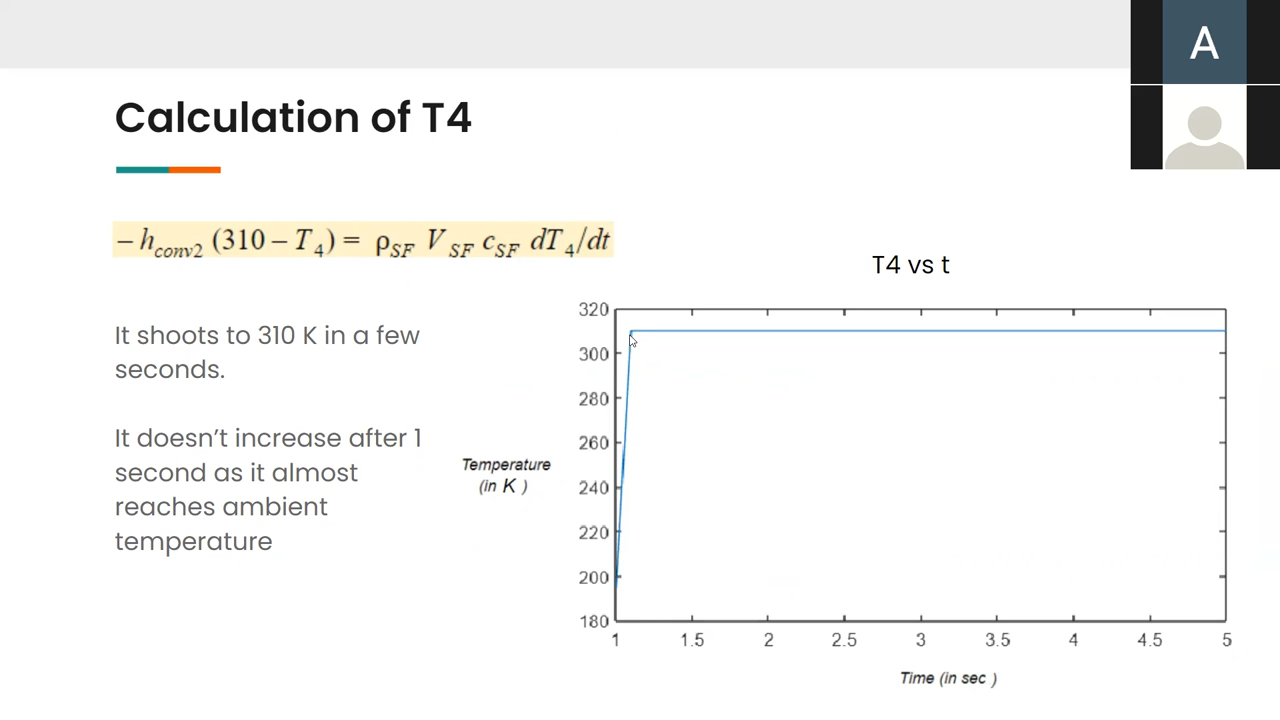 A
Calculation of T4
– h_conv2 (310 – T_4) = ρ_SF V_SF c_SF dT_4/dt
T4 vs t
It shoots to 310 K in a few
seconds.
It doesn’t increase after 1
second as it almost
reaches ambient
temperature
Temperature
(in K )
320
300
280
260
240
220
200
180
1 1.5 2 2.5 3 3.5 4 4.5 5
Time (in sec )